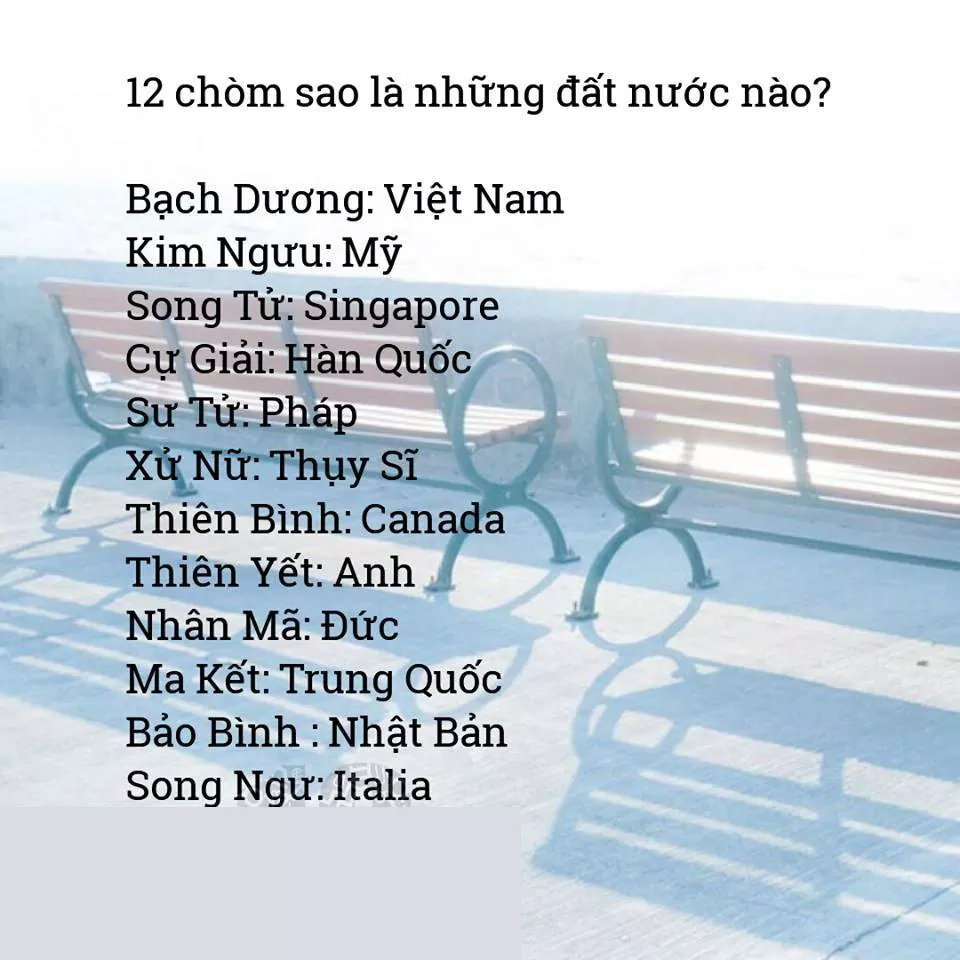 12 chòm sao là những đất nước nào?
Bạch Dương: Việt Nam
Kim Ngưu: Mỹ
Song Tử: Singapore
Cự Giải: Hàn Quốc
Sư Tử: Pháp
Xử Nữ: Thụy Sĩ
Thiên Bình: Canada
Thiên Yết: Anh
Nhân Mã: Đức
Ma Kết: Trung Quốc
Bảo Bình : Nhật Bản
Song Ngư: Italia